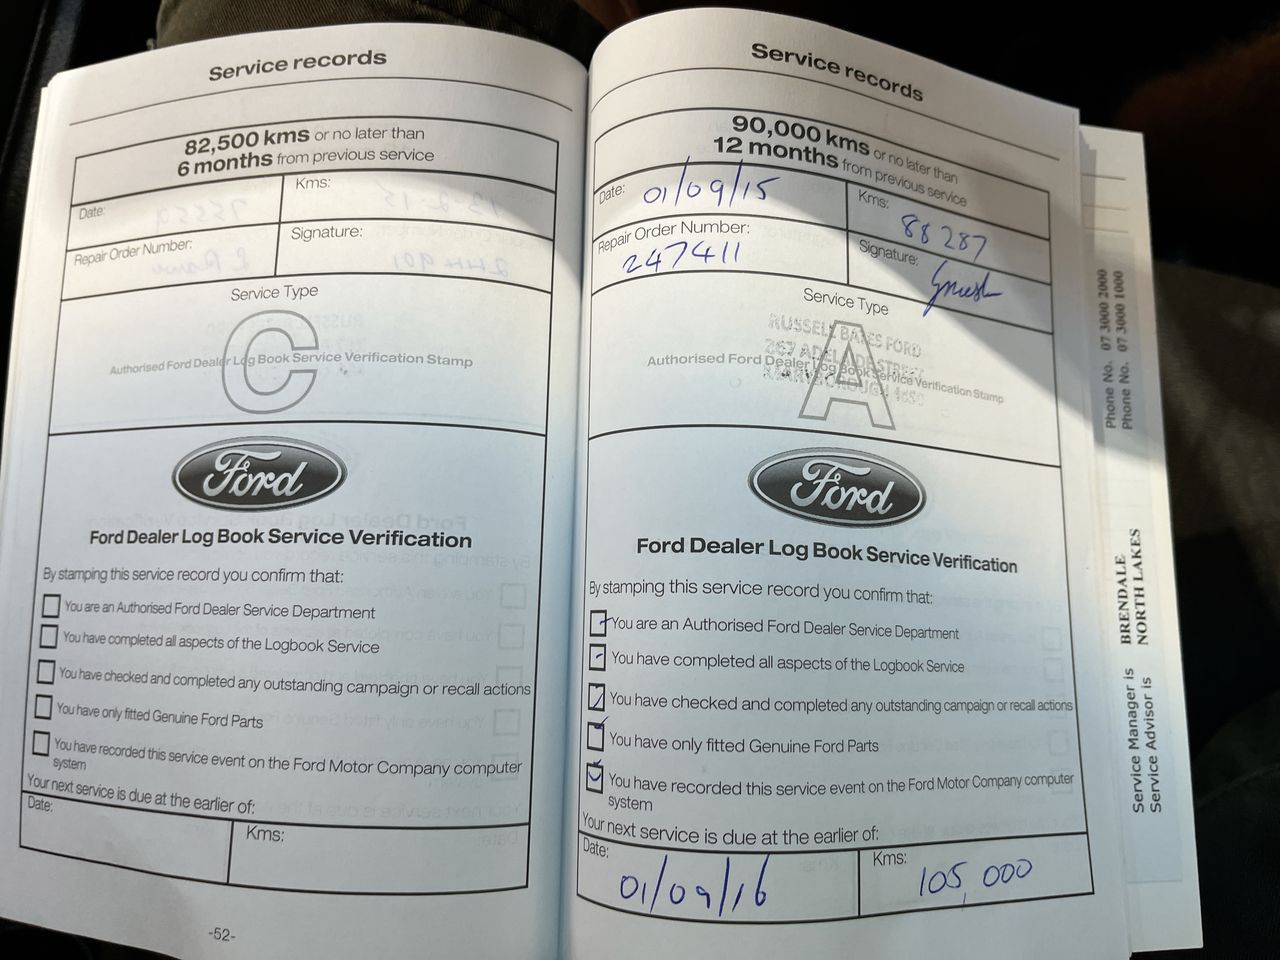 Service records
82,500 kms or no later than
6 months from previous service
Date:
Kms:
Repair Order Number:
Signature:
Service Type
C
Authorised Ford Dealer Log Book Service Verification Stamp
Ford
Ford Dealer Log Book Service Verification
By stamping this service record you confirm that:
You are an Authorised Ford Dealer Service Department
You have completed all aspects of the Logbook Service
You have checked and completed any outstanding campaign or recall actions
You have only fitted Genuine Ford Parts
You have recorded this service event on the Ford Motor Company computer
system
Your next service is due at the earlier of:
Date:
Kms:
-52-
Service records
90,000 kms or no later than
12 months from previous service
Date: 01/09/15
Kms: 88287
Repair Order Number:
247411
Signature:
Service Type
A
RUSSELL BATES FORD
267 ADELAIDE STREET
MARYBOROUGH 4650
Authorised Ford Dealer Log Book Service Verification Stamp
Ford
Ford Dealer Log Book Service Verification
By stamping this service record you confirm that:
You are an Authorised Ford Dealer Service Department
You have completed all aspects of the Logbook Service
You have checked and completed any outstanding campaign or recall actions
You have only fitted Genuine Ford Parts
You have recorded this service event on the Ford Motor Company computer
system
Your next service is due at the earlier of:
Date: 01/09/16
Kms: 105,000
Service Manager is BRENDALE Phone No. 07 3000 2000
Service Advisor is NORTH LAKES Phone No. 07 3000 1000